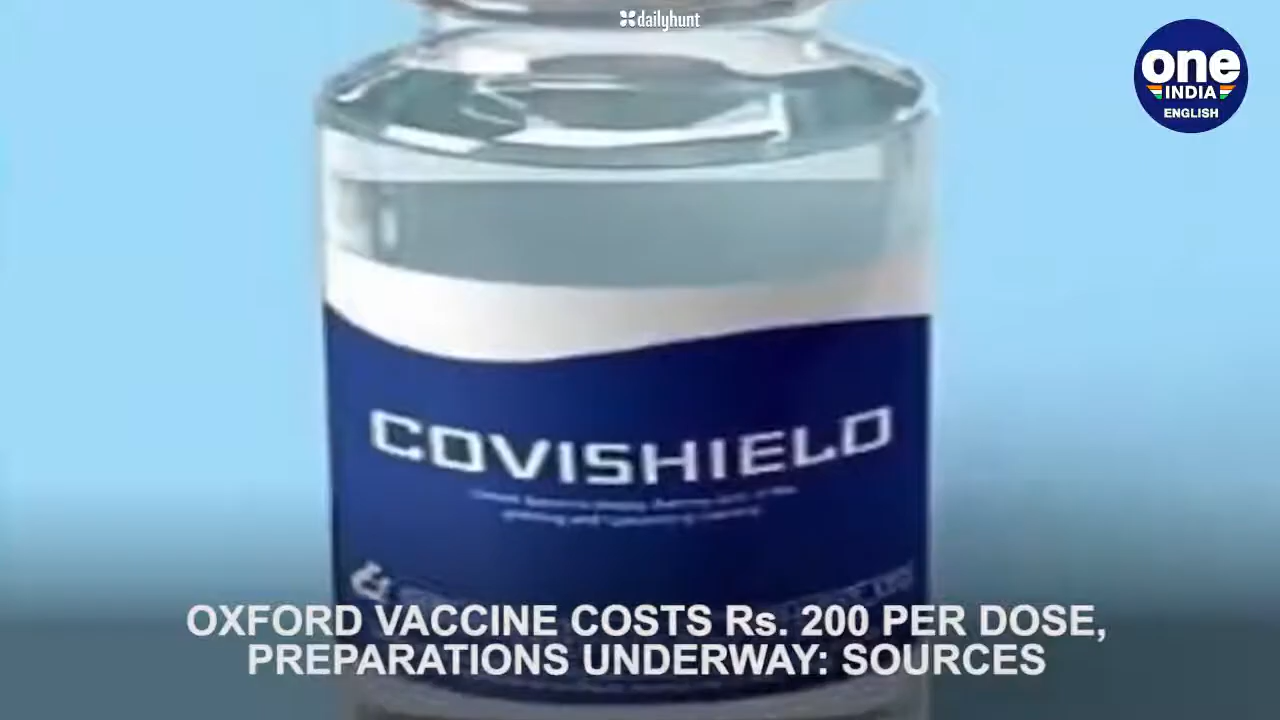 dailyhunt
one
INDIA
ENGLISH
COVISHIELD
OXFORD VACCINE COSTS Rs. 200 PER DOSE,
PREPARATIONS UNDERWAY: SOURCES